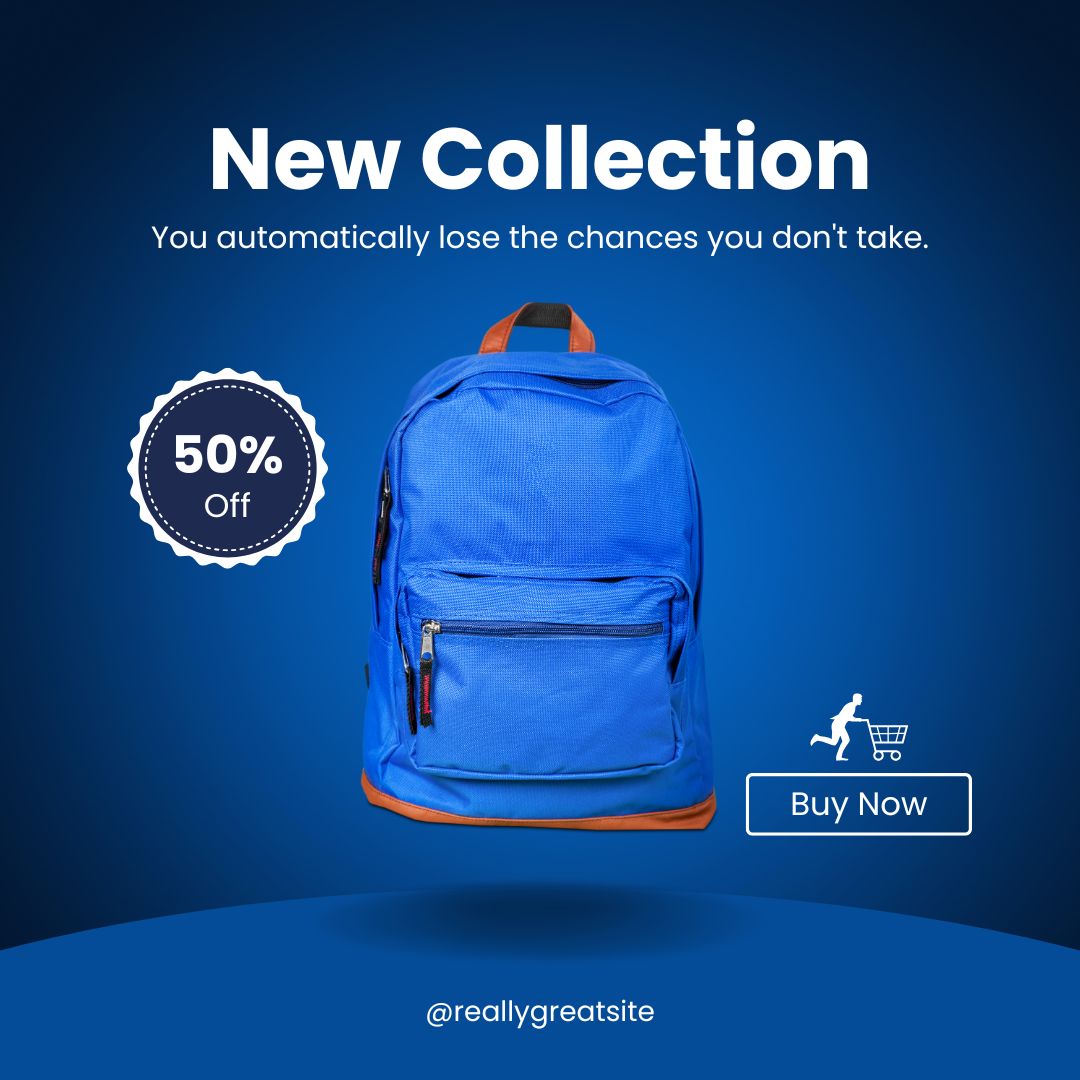 New Collection
You automatically lose the chances you don't take.
50%
Off
Buy Now
@reallygreatsite